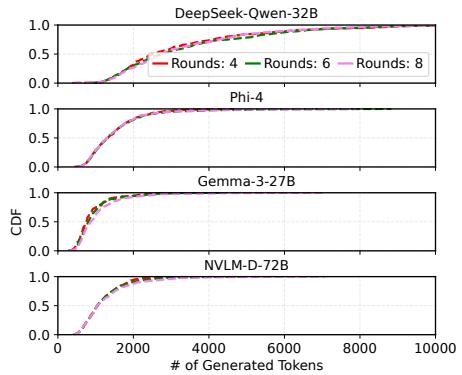 DeepSeek-Qwen-32B
1.0
0.5
0.0
Rounds: 4 Rounds: 6 Rounds: 8
Phi-4
1.0
0.5
0.0
Gemma-3-27B
1.0
0.5
0.0
CDF
NVLM-D-72B
1.0
0.5
0.0
0 2000 4000 6000 8000 10000
# of Generated Tokens